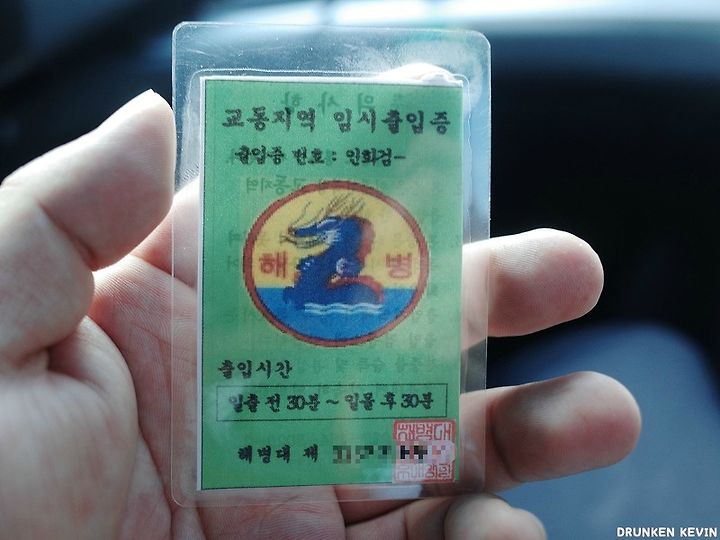 교동지역 임시출입증
출입증 번호 : 인화검-
해 병
출입시간
일출 전 30분 ~ 일몰 후 30분
해병대 제
DRUNKEN KEVIN